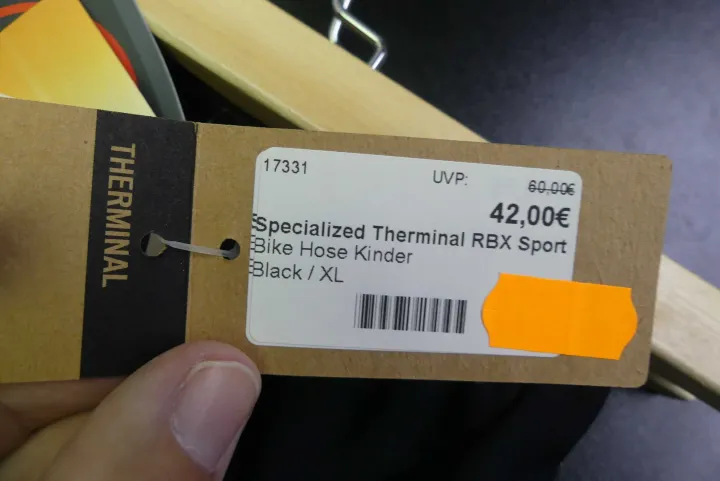 THERMINAL
17331
UVP:
60,00€
42,00€
Specialized Therminal RBX Sport
Bike Hose Kinder
Black / XL